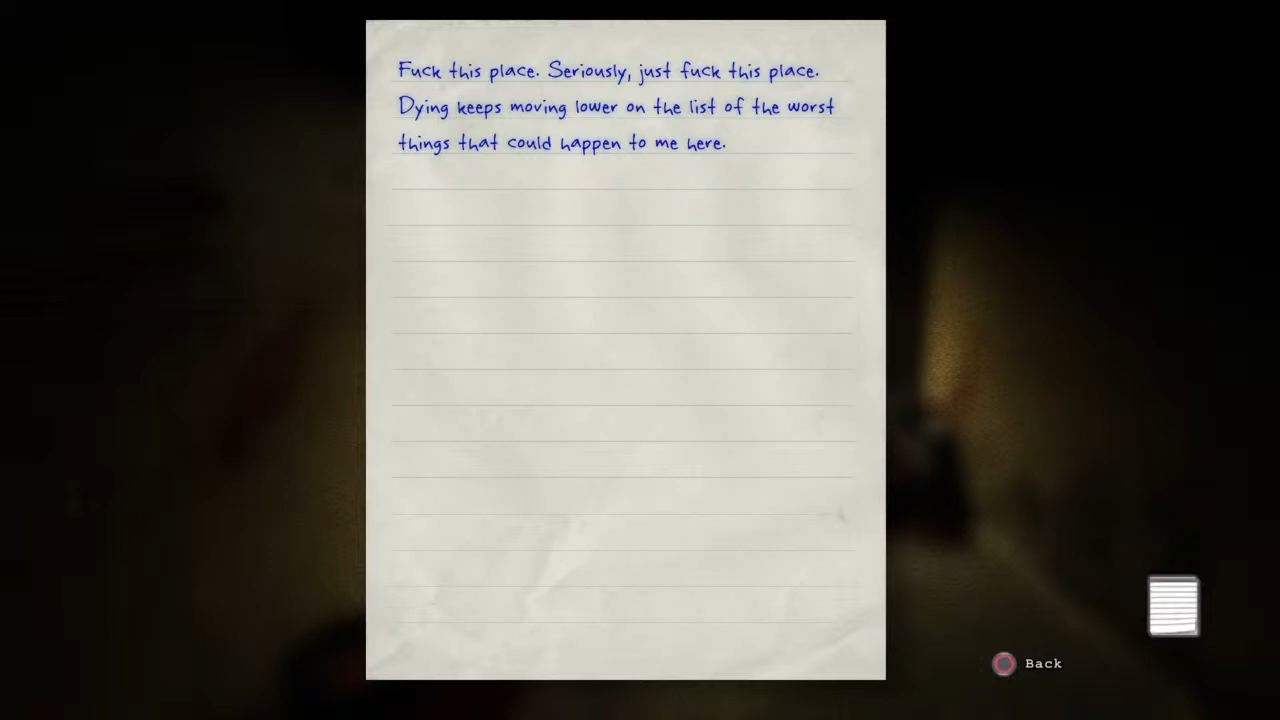 Fuck this place. Seriously, just fuck this place.
Dying keeps moving lower on the list of the worst
things that could happen to me here.
Back